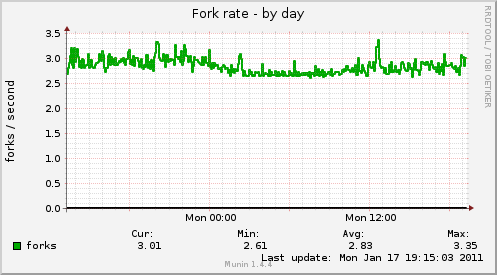 Fork rate - by day
RRDTOOL / TOBI OETIKER
forks / second
3.5
3.0
2.5
2.0
1.5
1.0
0.5
0.0
Mon 00:00 Mon 12:00
Cur: Min: Avg: Max:
forks 3.01 2.61 2.83 3.35
Last update: Mon Jan 17 19:15:03 2011
Munin 1.4.4